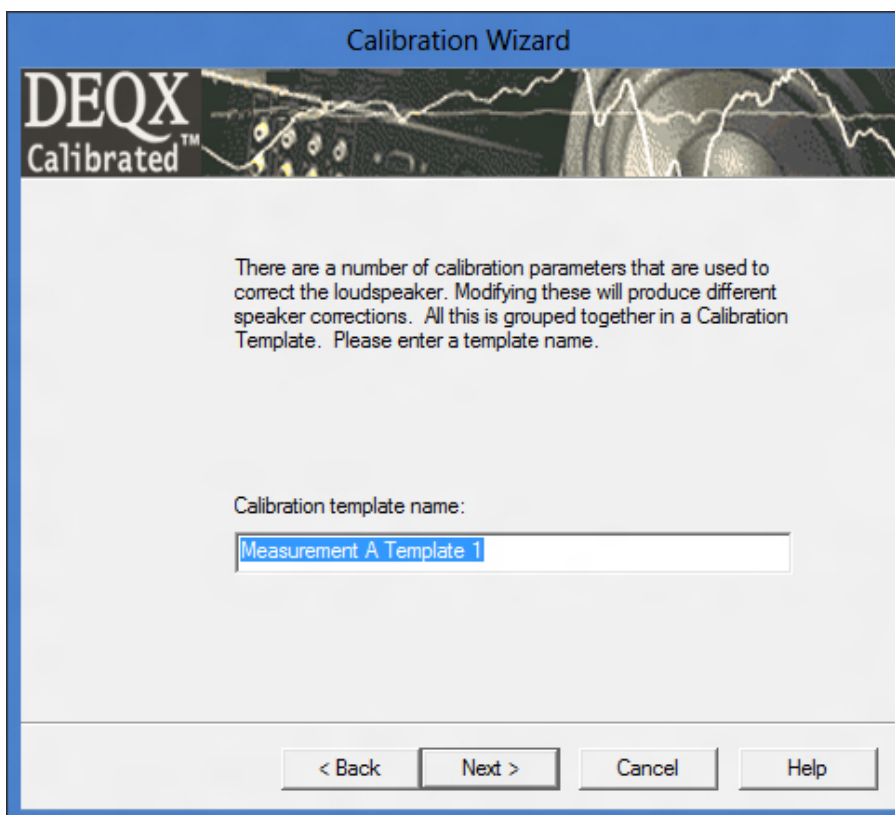 Calibration Wizard
DEQX
Calibrated™
There are a number of calibration parameters that are used to
correct the loudspeaker. Modifying these will produce different
speaker corrections. All this is grouped together in a Calibration
Template. Please enter a template name.
Calibration template name:
Measurement A Template 1
< Back
Next >
Cancel
Help